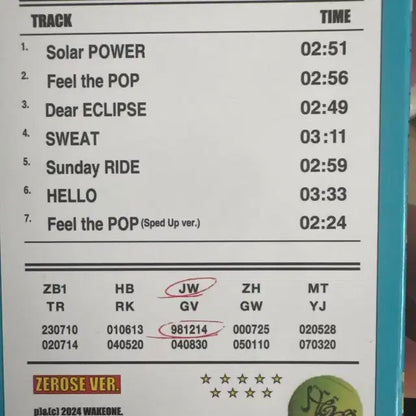 TRACK TIME
1. Solar POWER 02:51
2. Feel the POP 02:56
3. Dear ECLIPSE 02:49
4. SWEAT 03:11
5. Sunday RIDE 02:59
6. HELLO 03:33
7. Feel the POP (Sped Up ver.) 02:24
ZB1 HB JW ZH MT
TR RK GV GW YJ
230710 010613 981214 000725 020528
020714 040520 040830 050110 070320
ZEROSE VER.
p)&(c) 2024 WAKEONE.